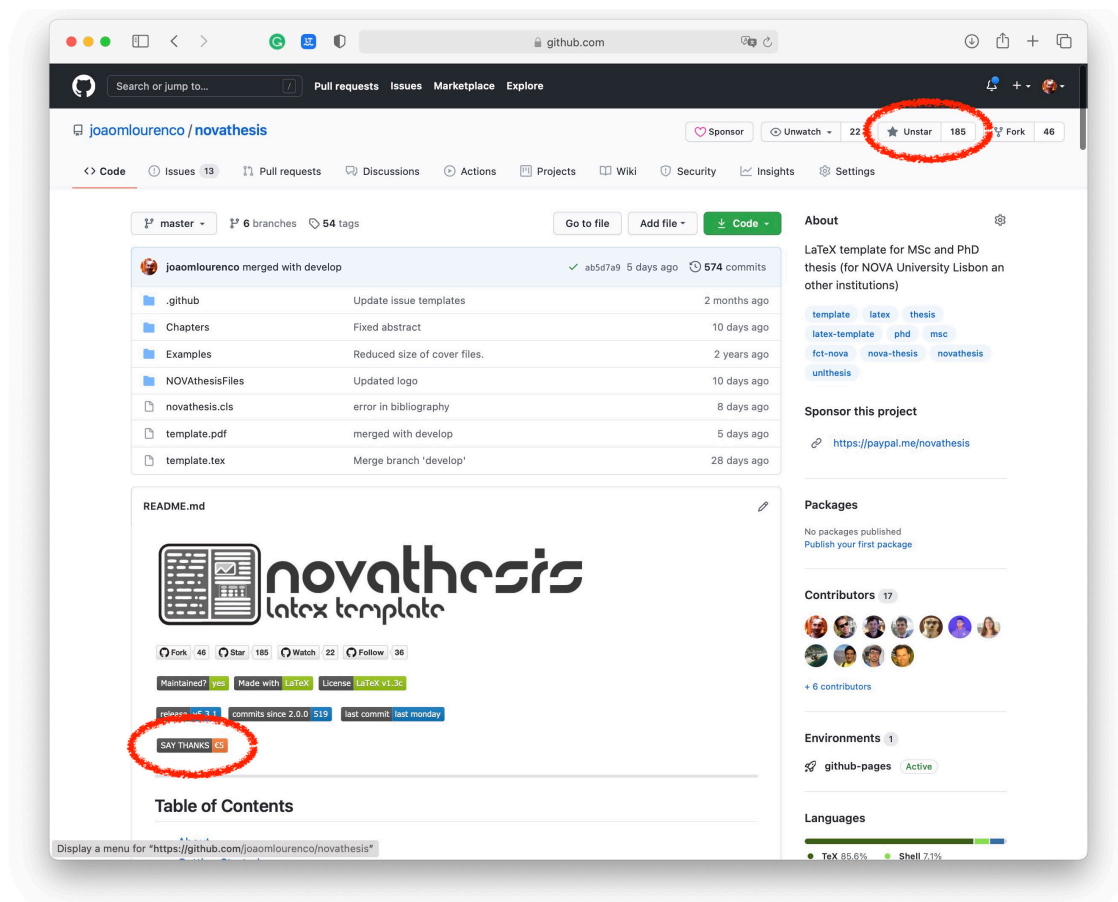 github.com
Search or jump to... / Pull requests Issues Marketplace Explore
joaomlourenco / novathesis
Sponsor Unwatch 22 Unstar 185 Fork 46
Code Issues 13 Pull requests Discussions Actions Projects Wiki Security Insights Settings
master 6 branches 54 tags Go to file Add file Code
joaomlourenco merged with develop ab5d7a9 5 days ago 574 commits
.github Update issue templates 2 months ago
Chapters Fixed abstract 10 days ago
Examples Reduced size of cover files. 2 years ago
NOVAthesisFiles Updated logo 10 days ago
novathesis.cls error in bibliography 8 days ago
template.pdf merged with develop 5 days ago
template.tex Merge branch 'develop' 28 days ago
README.md
novathesis
latex template
Fork 46 Star 185 Watch 22 Follow 36
Maintained? yes Made with LaTeX License LaTeX v1.3c
release v5.3.1 commits since 2.0.0 519 last commit last monday
SAY THANKS €5
Table of Contents
Display a menu for "https://github.com/joaomlourenco/novathesis"
About
LaTeX template for MSc and PhD
thesis (for NOVA University Lisbon an
other institutions)
template latex thesis
latex-template phd msc
fct-nova nova-thesis novathesis
unlthesis
Sponsor this project
https://paypal.me/novathesis
Packages
No packages published
Publish your first package
Contributors 17
+ 6 contributors
Environments 1
github-pages Active
Languages
TeX 85.6% Shell 7.1%